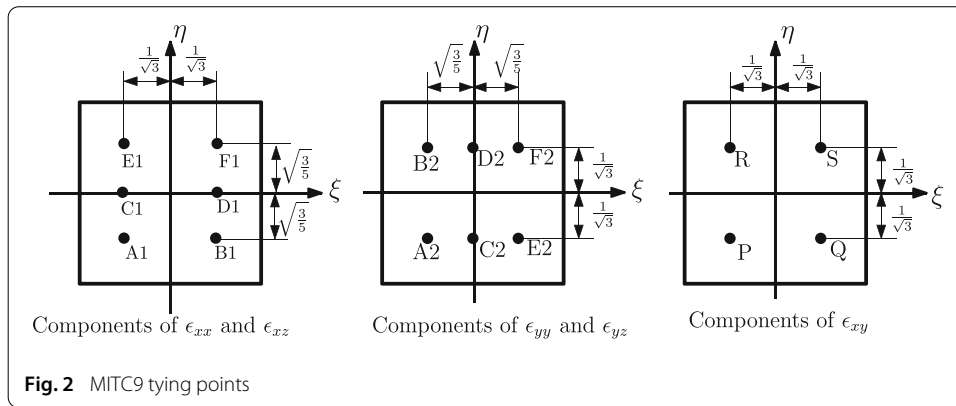 η η η
1/√3 1/√3 √(3/5) √(3/5) 1/√3 1/√3
E1 F1 √(3/5) B2 D2 F2 1/√3 R S 1/√3
ξ ξ ξ
C1 D1 √(3/5) 1/√3 1/√3
A1 B1 A2 C2 E2 P Q
Components of ϵxx and ϵxz Components of ϵyy and ϵyz Components of ϵxy
Fig. 2 MITC9 tying points